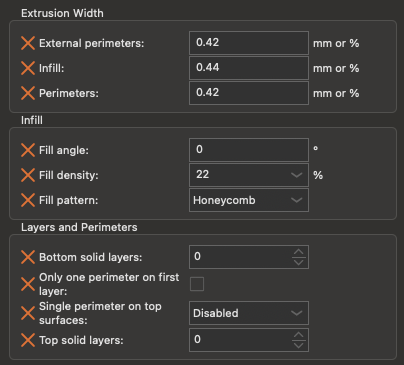 Extrusion Width
External perimeters: 0.42 mm or %
Infill: 0.44 mm or %
Perimeters: 0.42 mm or %
Infill
Fill angle: 0 °
Fill density: 22 %
Fill pattern: Honeycomb
Layers and Perimeters
Bottom solid layers: 0
Only one perimeter on first
layer:
Single perimeter on top
surfaces: Disabled
Top solid layers: 0